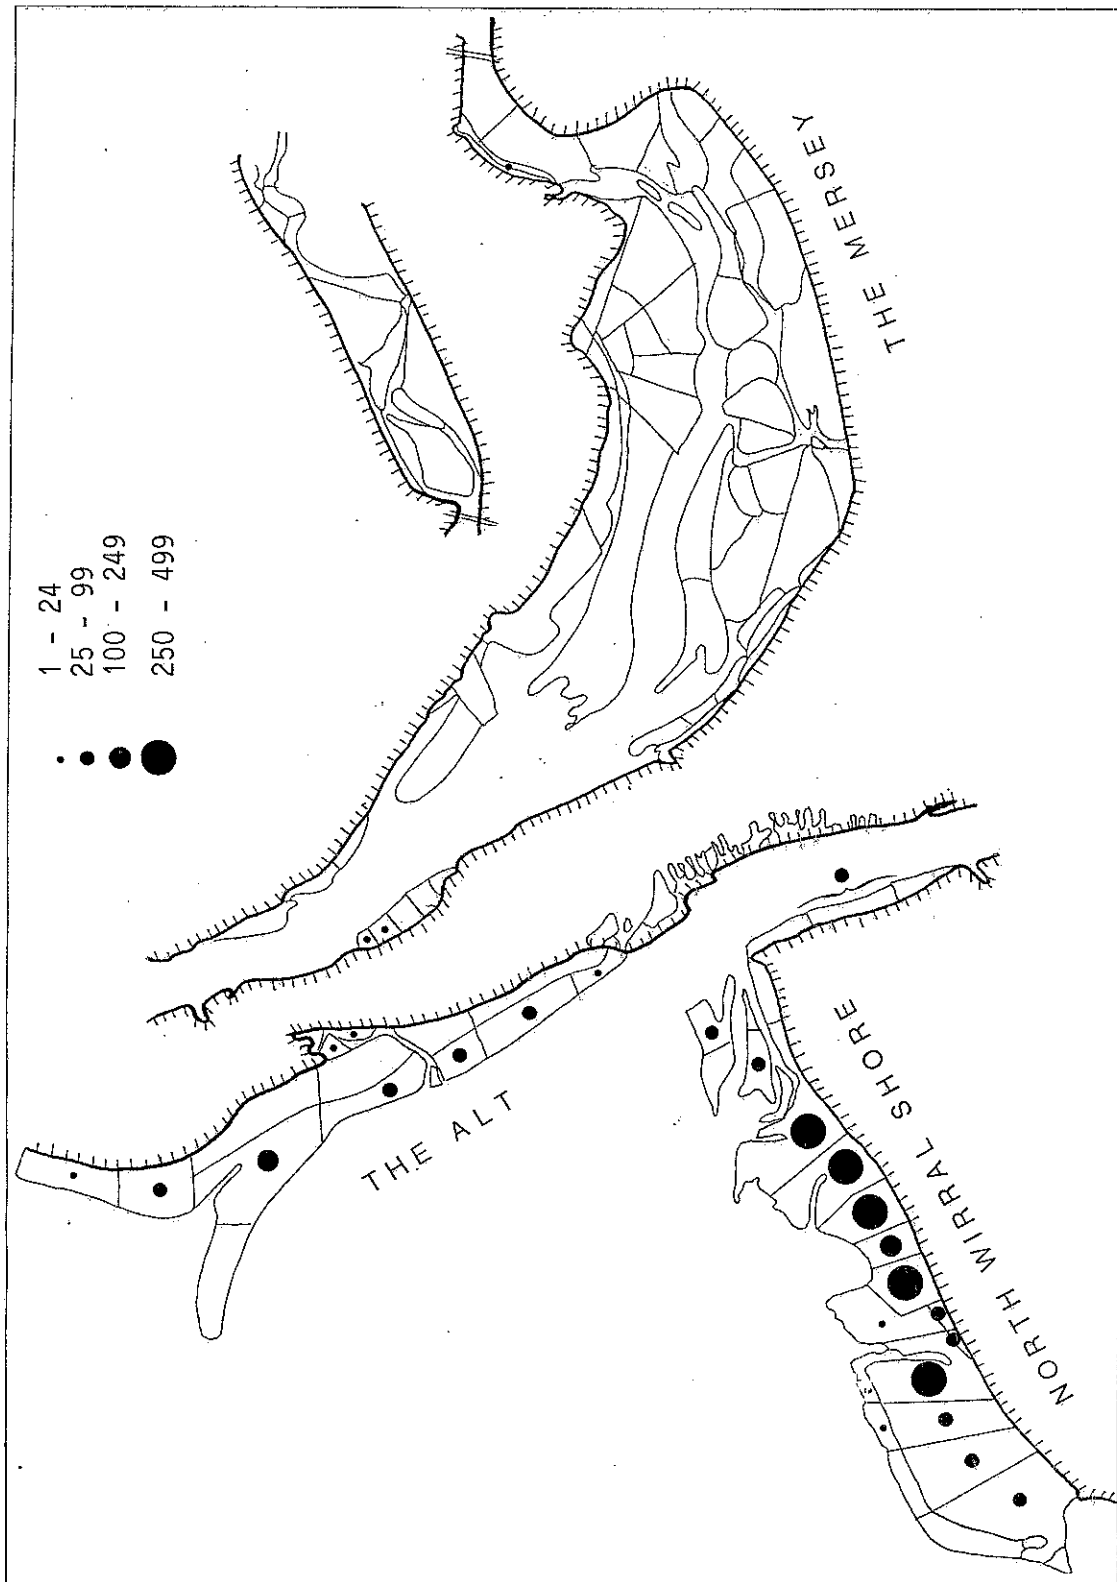 1 - 24
25 - 99
100 - 249
250 - 499
THE MERSEY
THE ALT
NORTH WIRRAL SHORE